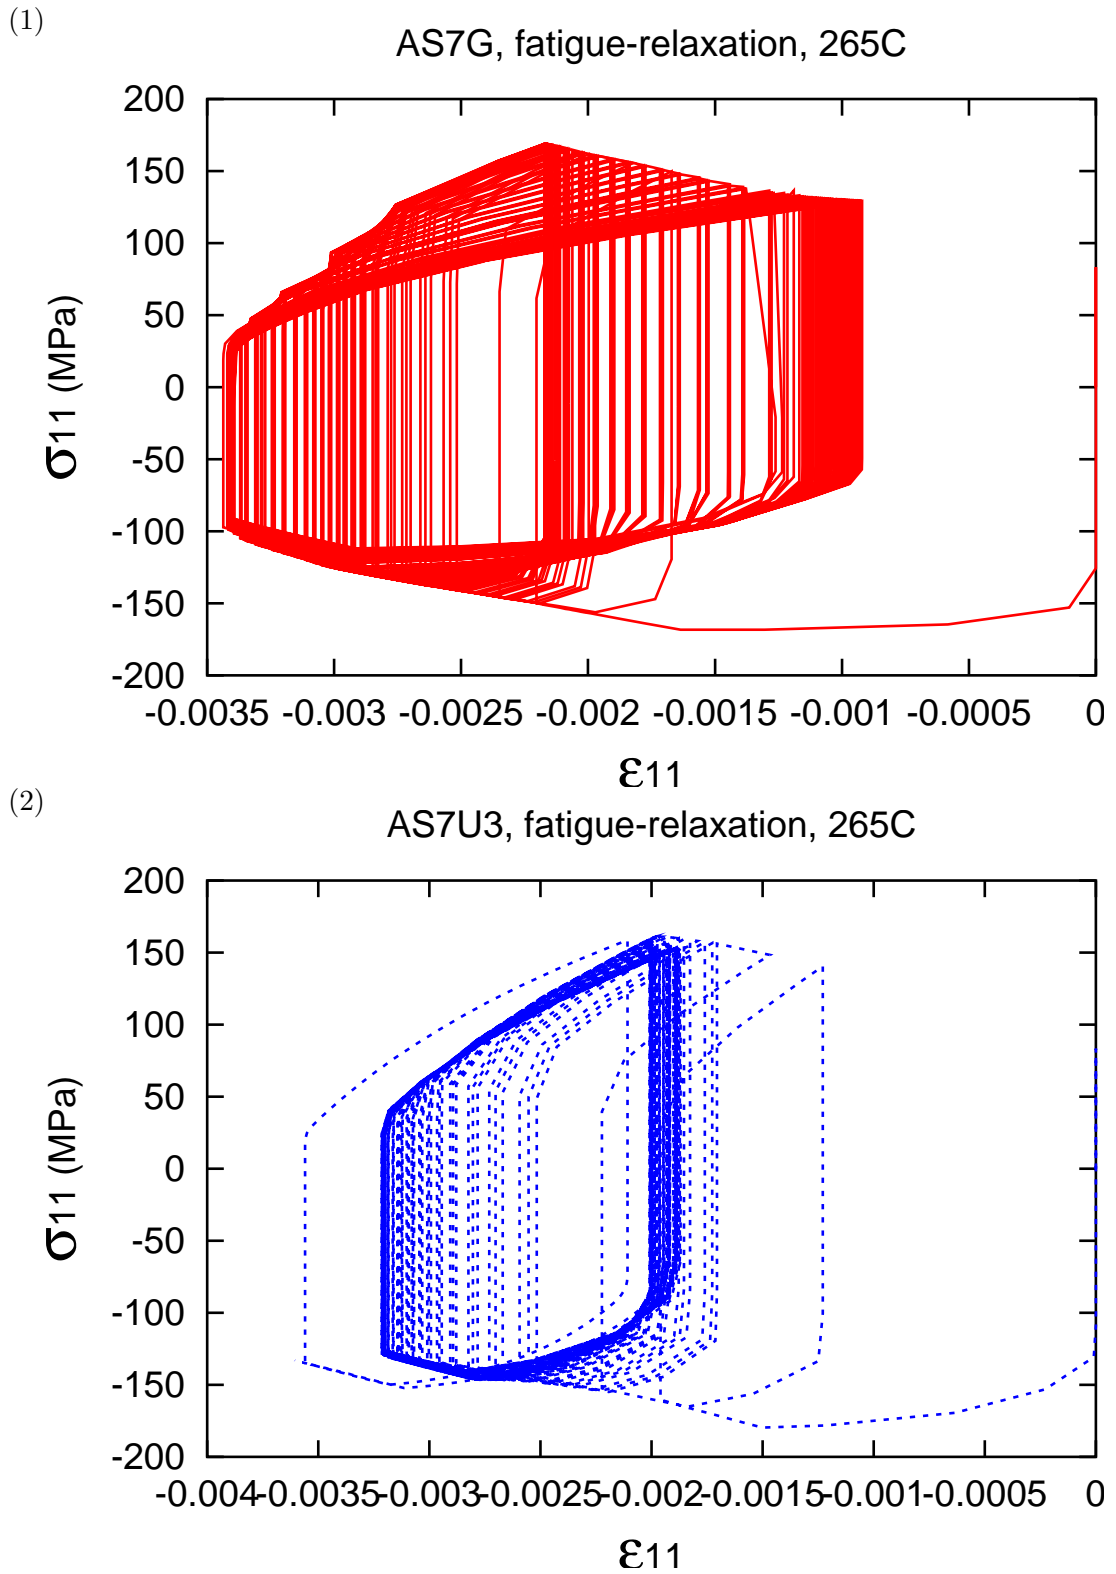 (1)
AS7G, fatigue-relaxation, 265C
200
150
100
50
0
-50
-100
-150
-200
σ11 (MPa)
-0.0035 -0.003 -0.0025 -0.002 -0.0015 -0.001 -0.0005 0
ε11
(2)
AS7U3, fatigue-relaxation, 265C
200
150
100
50
0
-50
-100
-150
-200
σ11 (MPa)
-0.004 -0.0035 -0.003 -0.0025 -0.002 -0.0015 -0.001 -0.0005 0
ε11